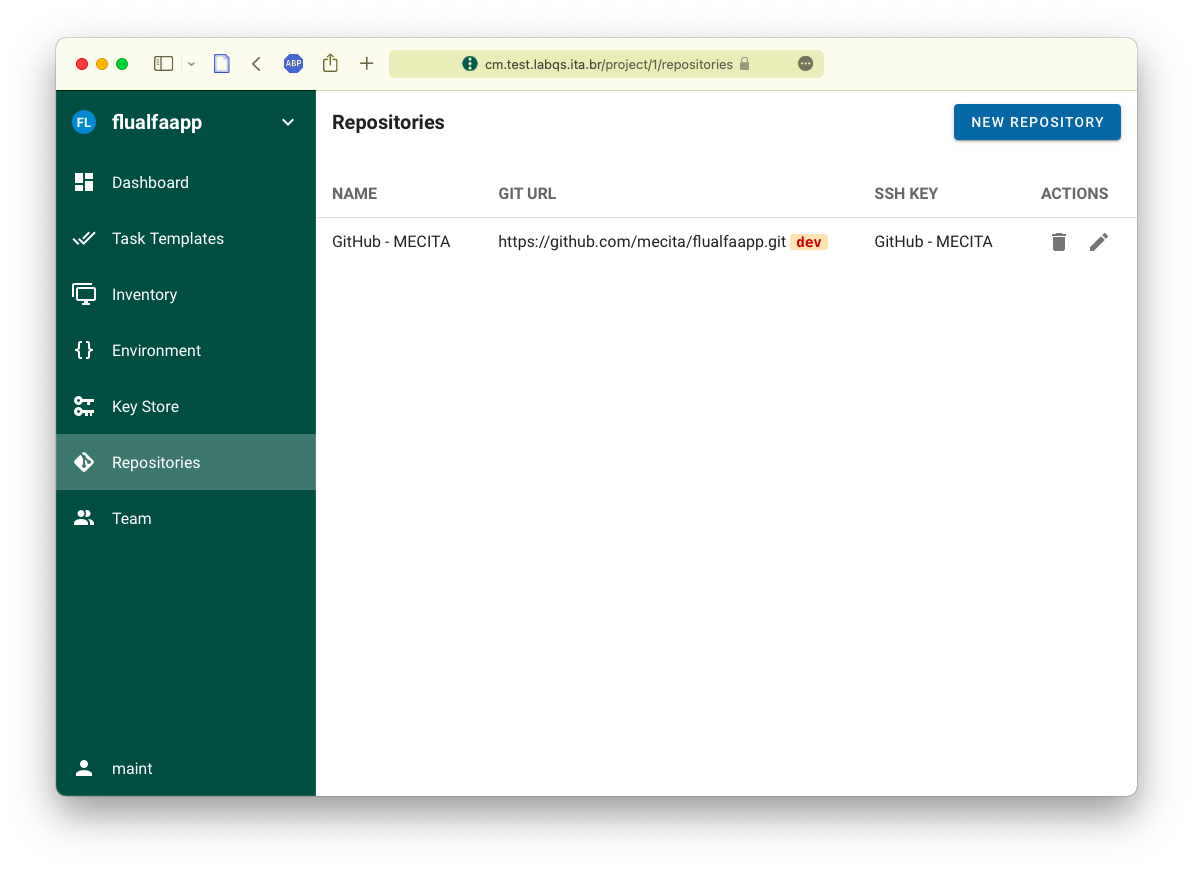 ABP
cm.test.labqs.ita.br/project/1/repositories
FL flualfaapp
Dashboard
Task Templates
Inventory
Environment
Key Store
Repositories
Team
maint
Repositories
NEW REPOSITORY
NAME GIT URL SSH KEY ACTIONS
GitHub - MECITA https://github.com/mecita/flualfaapp.git dev GitHub - MECITA